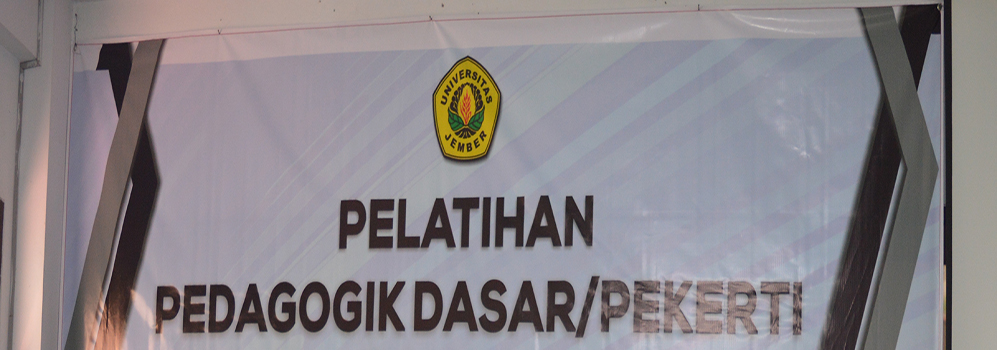 UNIVERSITAS
JEMBER
PELATIHAN
PEDAGOGIK DASAR/PEKERTI